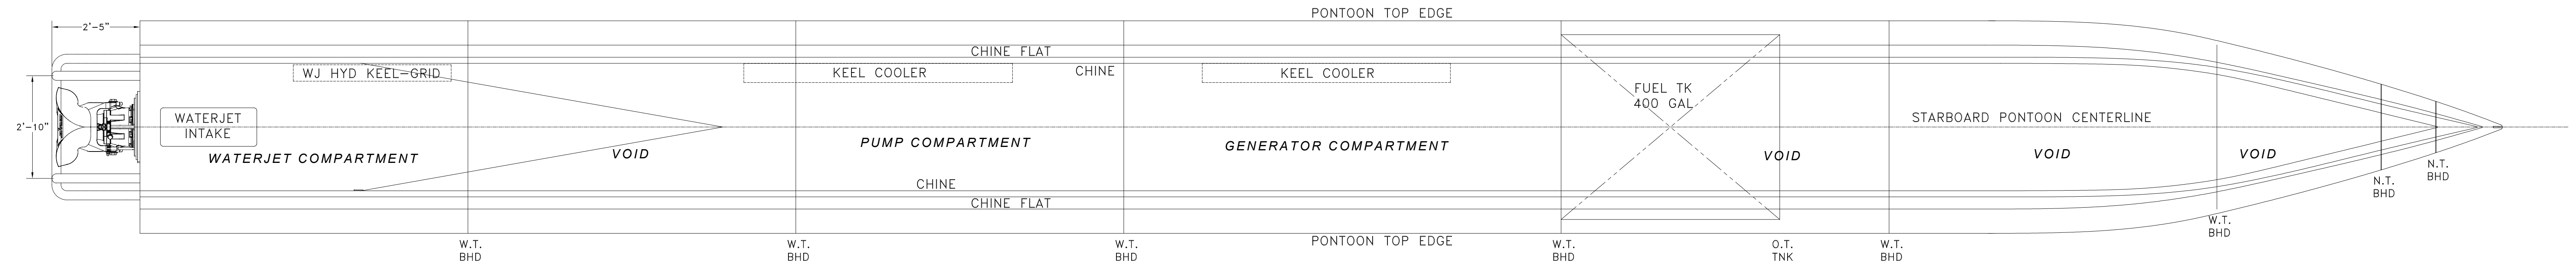 PONTOON TOP EDGE
2'-5"
CHINE FLAT
WJ HYD KEEL-GRID
KEEL COOLER
CHINE
KEEL COOLER
FUEL TK
400 GAL
2'-10"
WATERJET
INTAKE
STARBOARD PONTOON CENTERLINE
WATERJET COMPARTMENT
VOID
PUMP COMPARTMENT
GENERATOR COMPARTMENT
VOID
VOID
VOID
N.T.
BHD
N.T.
BHD
CHINE
CHINE FLAT
W.T.
BHD
PONTOON TOP EDGE
W.T.
BHD
W.T.
BHD
W.T.
BHD
W.T.
BHD
O.T.
TNK
W.T.
BHD